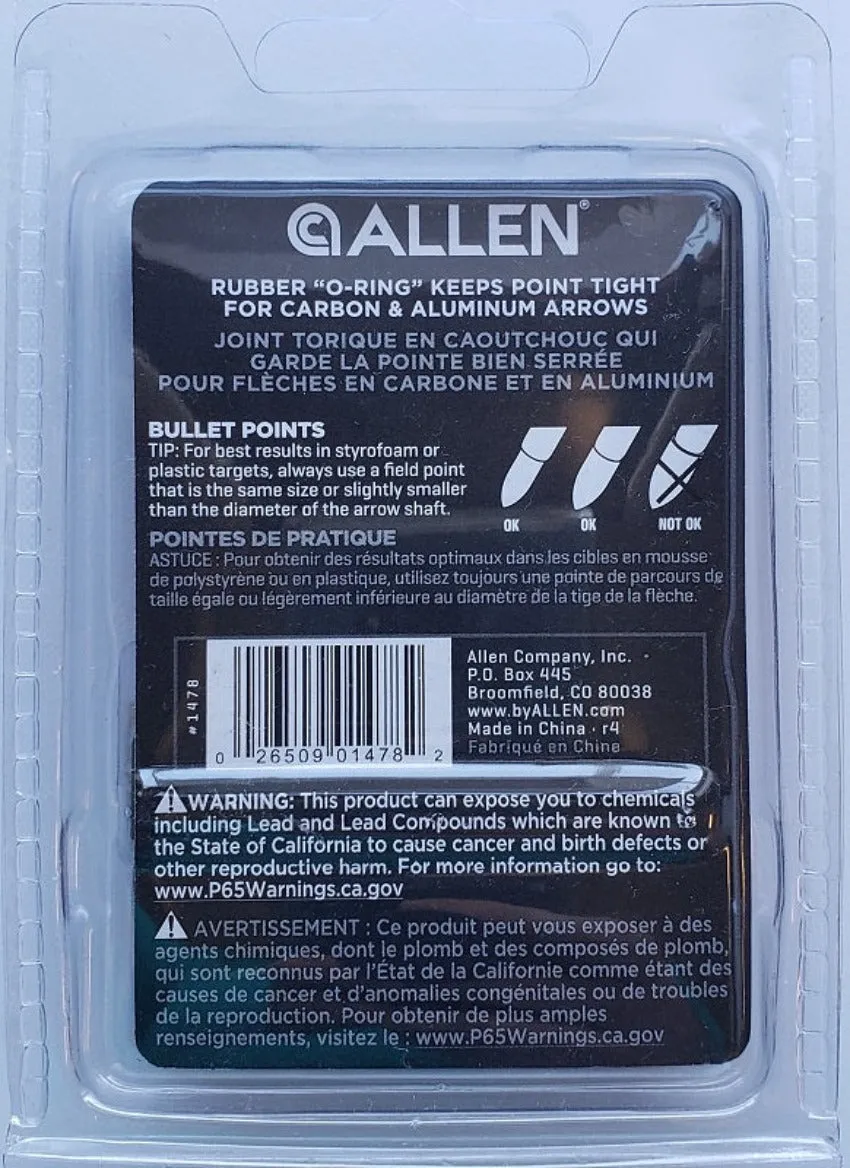 ALLEN®
RUBBER “O-RING” KEEPS POINT TIGHT
FOR CARBON & ALUMINUM ARROWS
JOINT TORIQUE EN CAOUTCHOUC QUI
GARDE LA POINTE BIEN SERRÉE
POUR FLÈCHES EN CARBONE ET EN ALUMINIUM
BULLET POINTS
TIP: For best results in styrofoam or
plastic targets, always use a field point
that is the same size or slightly smaller
than the diameter of the arrow shaft.
OK OK NOT OK
POINTES DE PRATIQUE
ASTUCE : Pour obtenir des résultats optimaux dans les cibles en mousse
de polystyrène ou en plastique, utilisez toujours une pointe de parcours de
taille égale ou légèrement inférieure au diamètre de la tige de la flèche.
#1478
0 26509 01478 2
Allen Company, Inc.
P.O. Box 445
Broomfield, CO 80038
www.byALLEN.com
Made in China · r4
Fabriqué en Chine
WARNING: This product can expose you to chemicals
including Lead and Lead Compounds which are known to
the State of California to cause cancer and birth defects or
other reproductive harm. For more information go to:
www.P65Warnings.ca.gov
AVERTISSEMENT : Ce produit peut vous exposer à des
agents chimiques, dont le plomb et des composés de plomb,
qui sont reconnus par l’État de la Californie comme étant des
causes de cancer et d’anomalies congénitales ou de troubles
de la reproduction. Pour obtenir de plus amples
renseignements, visitez le : www.P65Warnings.ca.gov